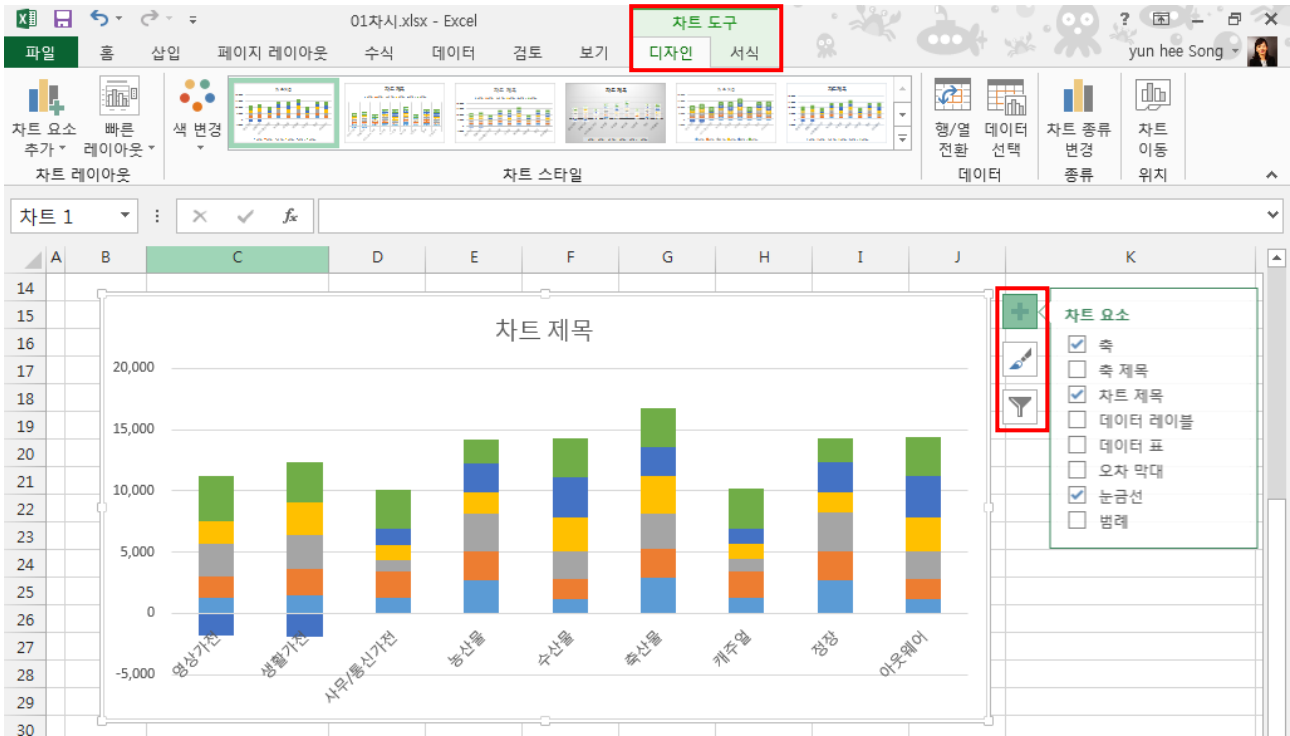 01차시.xlsx - Excel
차트 도구
?
파일 홈 삽입 페이지 레이아웃 수식 데이터 검토 보기 디자인 서식 yun hee Song
차트 요소 추가
빠른 레이아웃
색 변경
행/열 전환
데이터 선택
차트 종류 변경
차트 이동
차트 레이아웃 차트 스타일 데이터 종류 위치
차트 1 fx
A B C D E F G H I J K
14
15
16
17
18
19
20
21
22
23
24
25
26
27
28
29
30
차트 제목
20,000
15,000
10,000
5,000
0
-5,000
영상가전 생활가전 사무/통신가전 농산물 수산물 축산물 캐주얼 정장 아웃웨어
차트 요소
축
축 제목
차트 제목
데이터 레이블
데이터 표
오차 막대
눈금선
범례